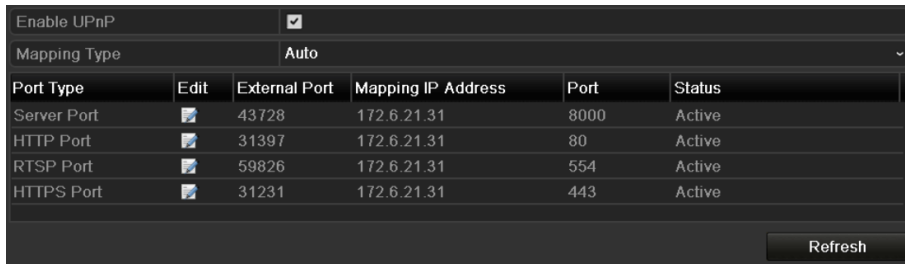 Enable UPnP
Mapping Type Auto
Port Type Edit External Port Mapping IP Address Port Status
Server Port 43728 172.6.21.31 8000 Active
HTTP Port 31397 172.6.21.31 80 Active
RTSP Port 59826 172.6.21.31 554 Active
HTTPS Port 31231 172.6.21.31 443 Active
Refresh